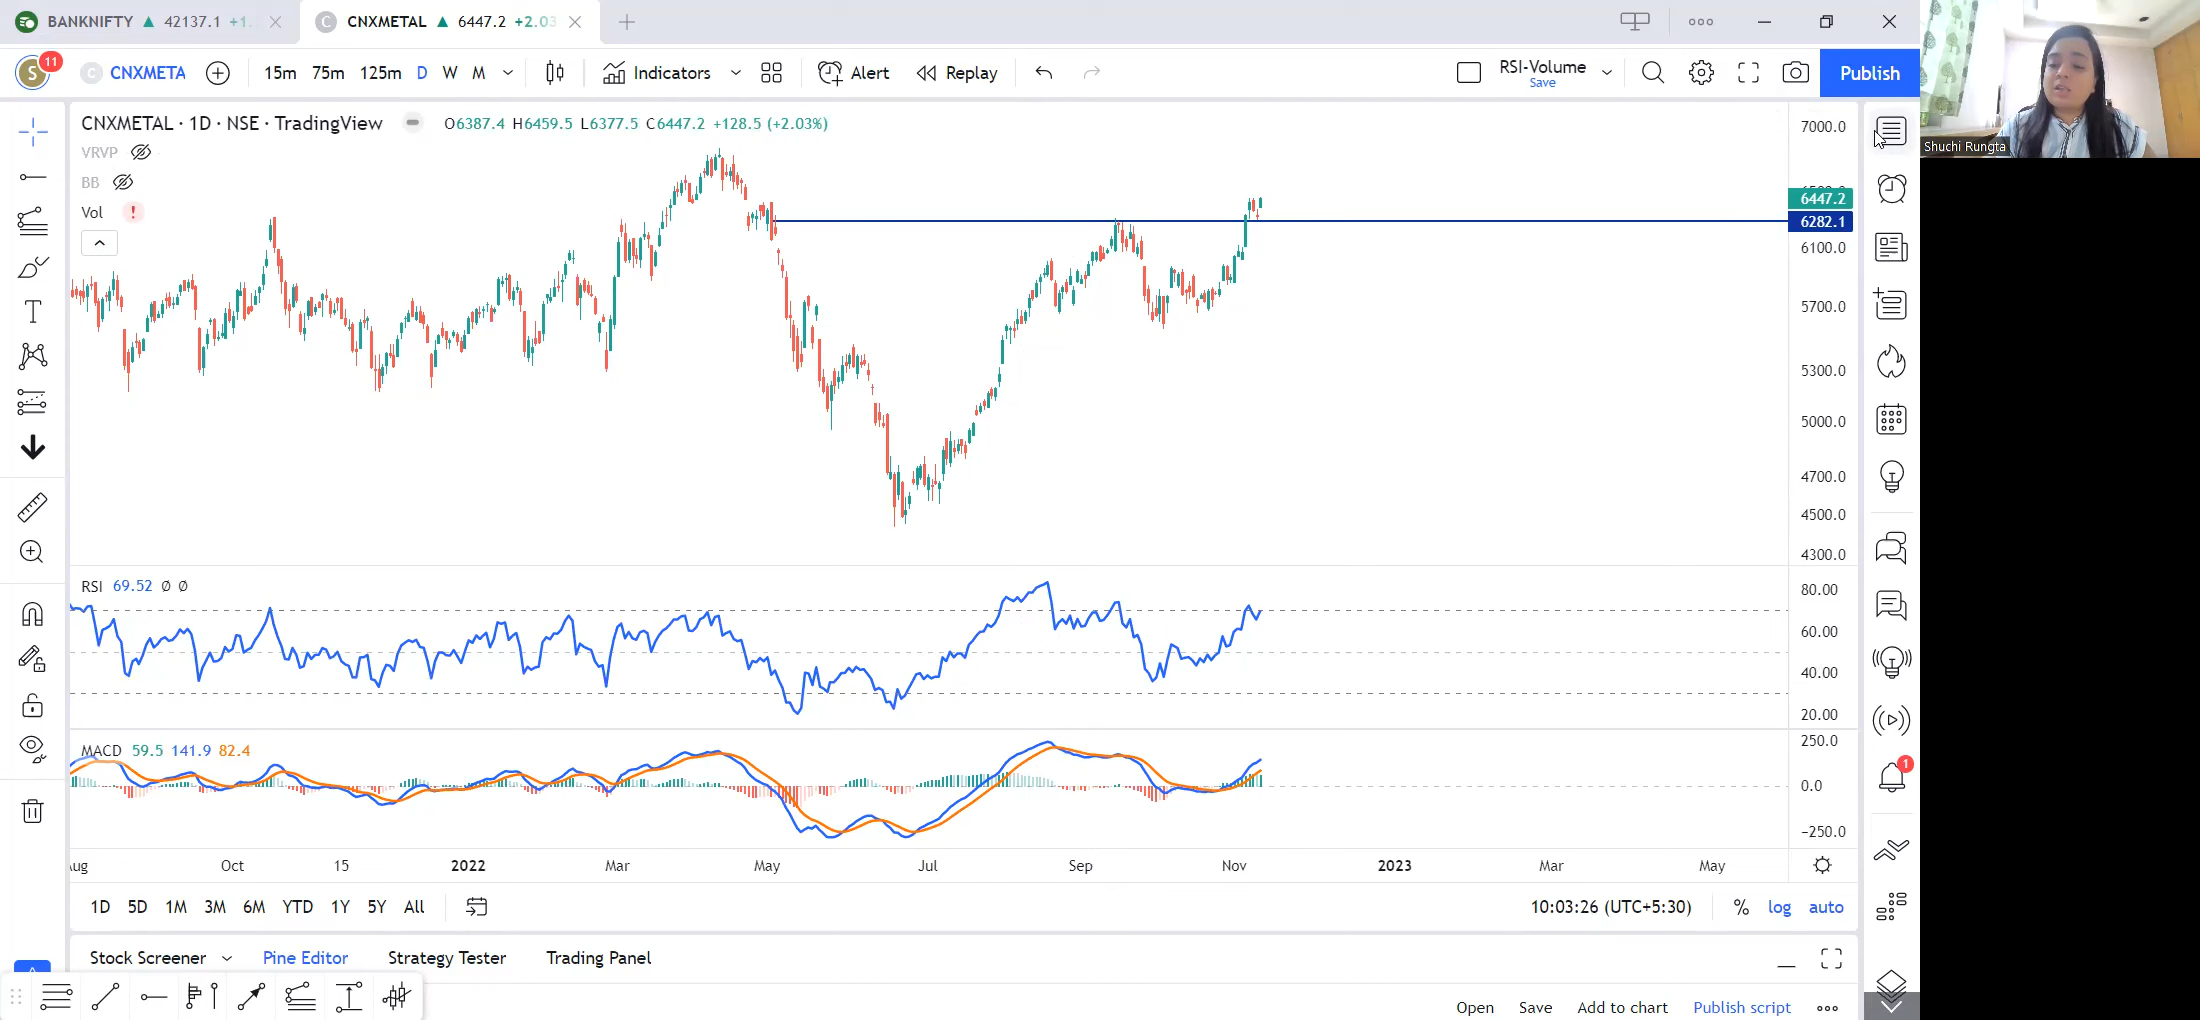 BANKNIFTY ▲ 42137.1 +1.
C CNXMETAL ▲ 6447.2 +2.03
S 11 C CNXMETA 15m 75m 125m D W M Indicators Alert Replay RSI-Volume Publish
Save
CNXMETAL · 1D · NSE · TradingView O6387.4 H6459.5 L6377.5 C6447.2 +128.5 (+2.03%)
VRVP
BB
Vol !
7000.0
6447.2
6282.1
6100.0
5700.0
5300.0
5000.0
4700.0
4500.0
4300.0
RSI 69.52 Ø Ø
80.00
60.00
40.00
20.00
MACD 59.5 141.9 82.4
250.0
0.0
−250.0
Aug Oct 15 2022 Mar May Jul Sep Nov 2023 Mar May
1D 5D 1M 3M 6M YTD 1Y 5Y All 10:03:26 (UTC+5:30) % log auto
Stock Screener Pine Editor Strategy Tester Trading Panel
Open Save Add to chart Publish script
1
Shuchi Rungta